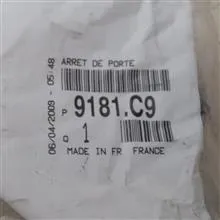 ARRET DE PORTE
P 9181.C9
Q 1
MADE IN FR FRANCE
06/04/2009 - 05:48